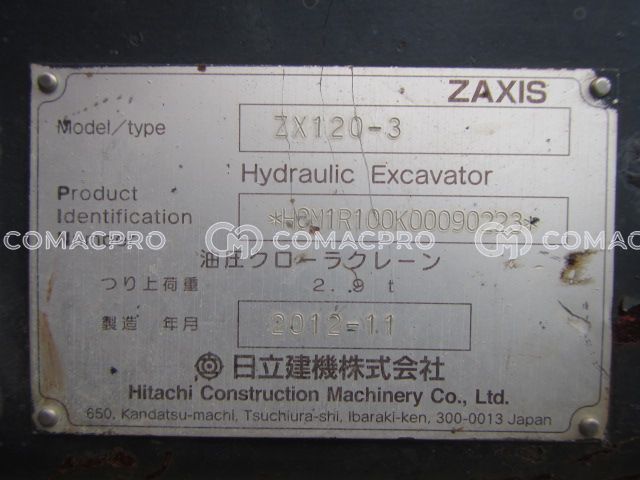 ZAXIS
Model/type ZX120-3
Hydraulic Excavator
Product
Identification *HCM1R100K00090223*
Number
COMACPRO COMACPRO COMACPRO
油圧クローラクレーン
つり上荷重 2.9 t
製造 年月 2012-11
日立建機株式会社
Hitachi Construction Machinery Co., Ltd.
650, Kandatsu-machi, Tsuchiura-shi, Ibaraki-ken, 300-0013 Japan